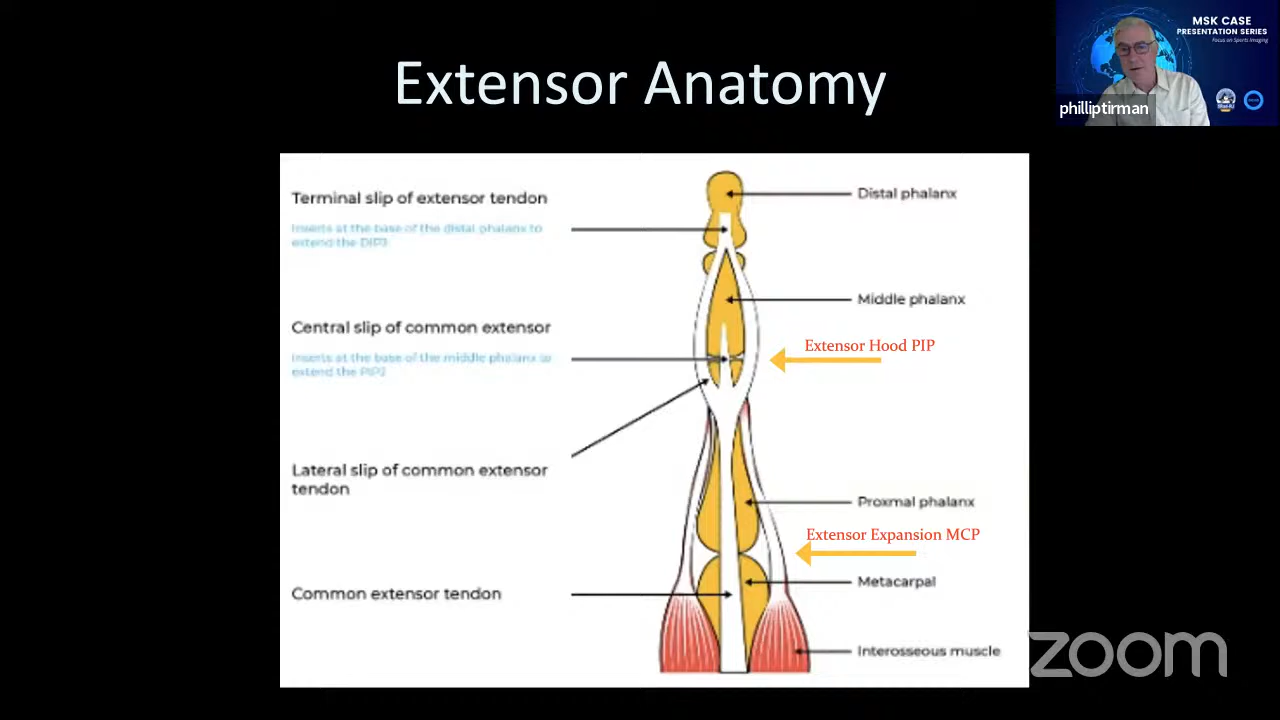 MSK CASE
PRESENTATION SERIES
Focus on Sports Imaging
philliptirman
Extensor Anatomy
Terminal slip of extensor tendon
Inserts at the base of the distal phalanx to
extend the DIPJ
Central slip of common extensor
Inserts at the base of the middle phalanx to
extend the PIPJ
Lateral slip of common extensor
tendon
Common extensor tendon
Distal phalanx
Middle phalanx
Extensor Hood PIP
Proxmal phalanx
Extensor Expansion MCP
Metacarpal
Interosseous muscle
zoom